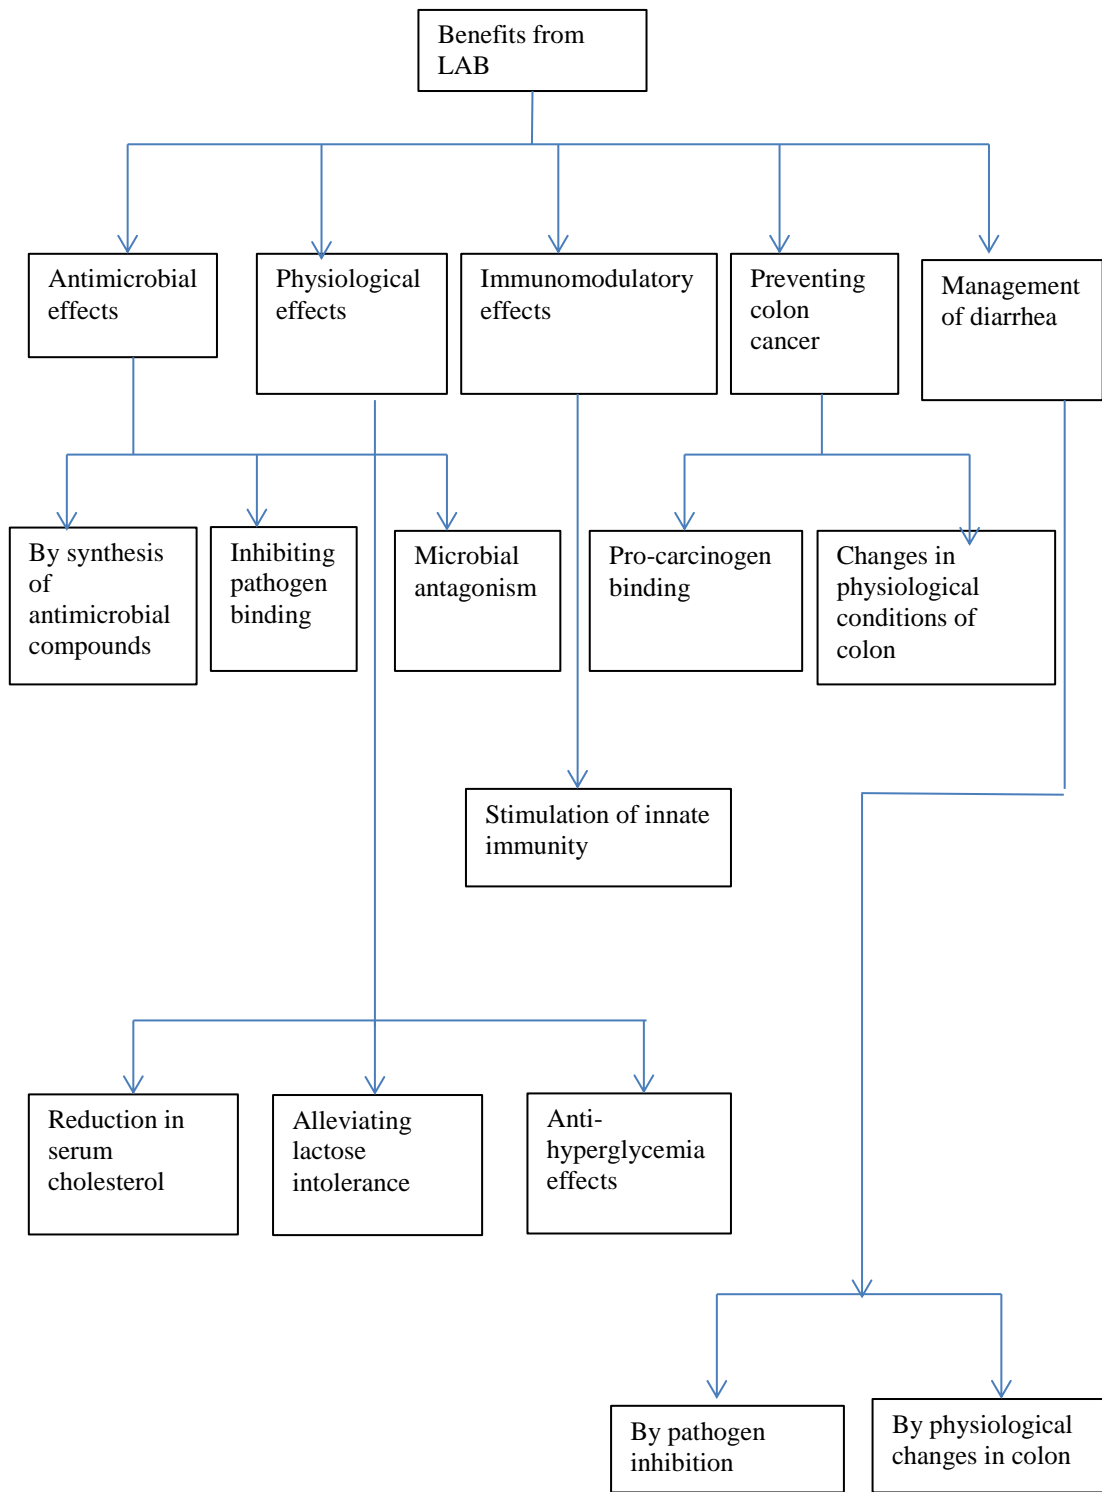 Benefits from
LAB
Antimicrobial
effects
Physiological
effects
Immunomodulatory
effects
Preventing
colon
cancer
Management
of diarrhea
By synthesis
of
antimicrobial
compounds
Inhibiting
pathogen
binding
Microbial
antagonism
Pro-carcinogen
binding
Changes in
physiological
conditions of
colon
Stimulation of innate
immunity
Reduction in
serum
cholesterol
Alleviating
lactose
intolerance
Anti-
hyperglycemia
effects
By pathogen
inhibition
By physiological
changes in colon